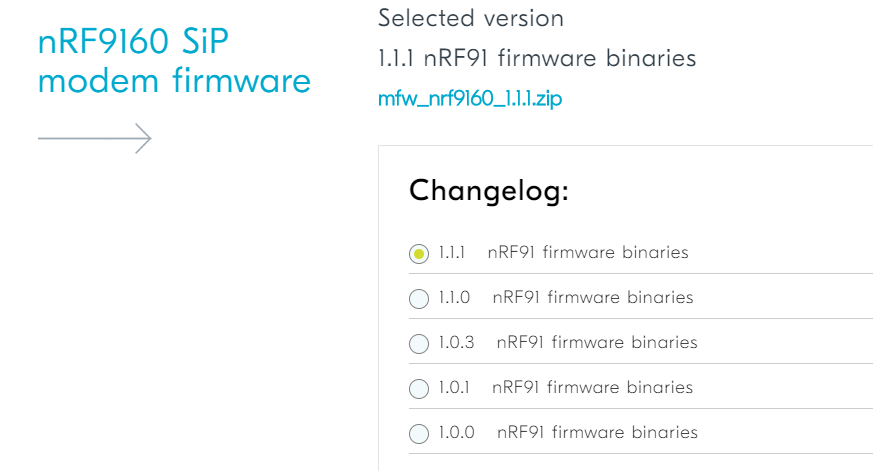 nRF9160 SiP
modem firmware
Selected version
1.1.1 nRF91 firmware binaries
mfw_nrf9160_1.1.1.zip
Changelog:
1.1.1 nRF91 firmware binaries
1.1.0 nRF91 firmware binaries
1.0.3 nRF91 firmware binaries
1.0.1 nRF91 firmware binaries
1.0.0 nRF91 firmware binaries